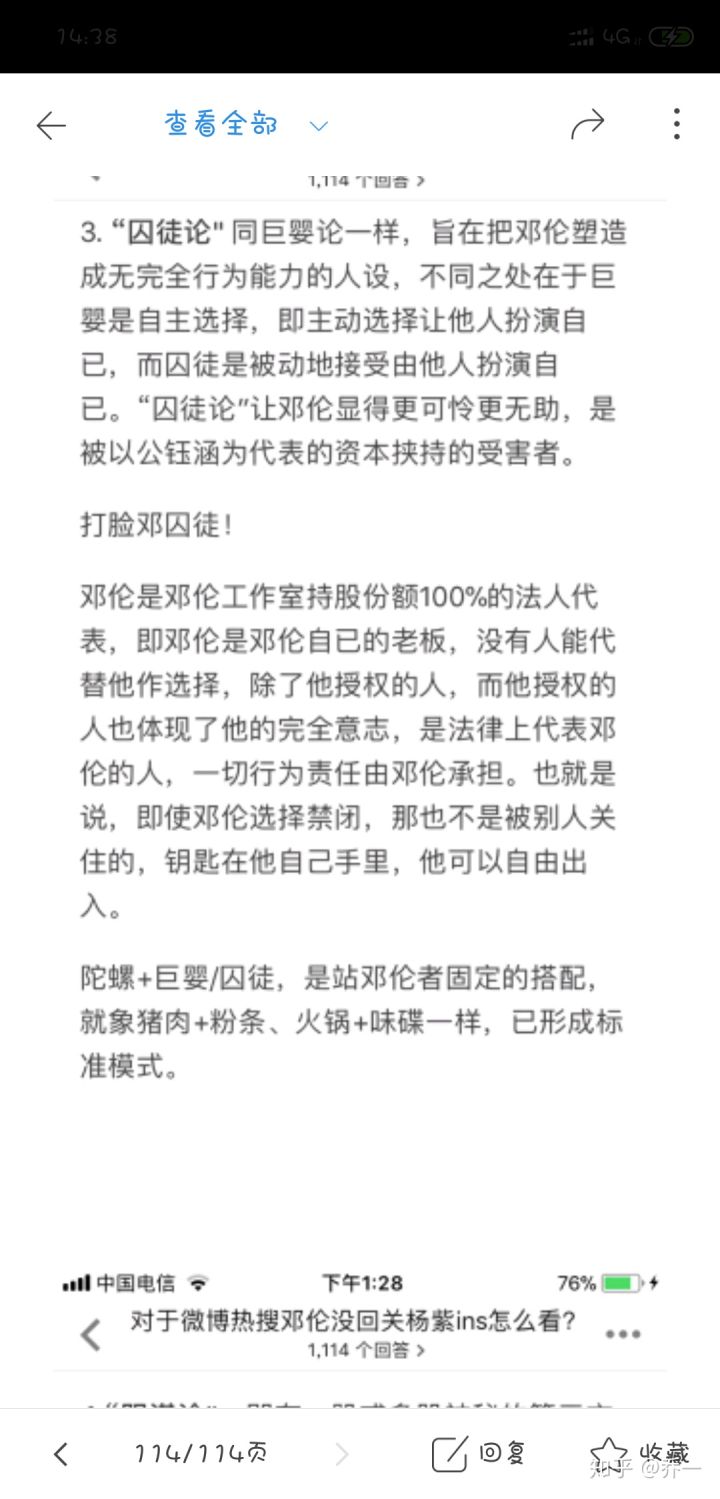 14:38
4G
查看全部
1,114 个回答 >
3. “囚徒论" 同巨婴论一样，旨在把邓伦塑造
成无完全行为能力的人设，不同之处在于巨
婴是自主选择，即主动选择让他人扮演自
已，而囚徒是被动地接受由他人扮演自
已。“囚徒论”让邓伦显得更可怜更无助，是
被以公钰涵为代表的资本挟持的受害者。
打脸邓囚徒！
邓伦是邓伦工作室持股份额100%的法人代
表，即邓伦是邓伦自已的老板，没有人能代
替他作选择，除了他授权的人，而他授权的
人也体现了他的完全意志，是法律上代表邓
伦的人，一切行为责任由邓伦承担。也就是
说，即使邓伦选择禁闭，那也不是被别人关
住的，钥匙在他自己手里，他可以自由出
入。
陀螺+巨婴/囚徒，是站邓伦者固定的搭配，
就象猪肉+粉条、火锅+味碟一样，已形成标
准模式。
中国电信 下午1:28 76%
对于微博热搜邓伦没回关杨紫ins怎么看?
1,114 个回答 >
114/114页 回复 收藏
知乎 @乔一